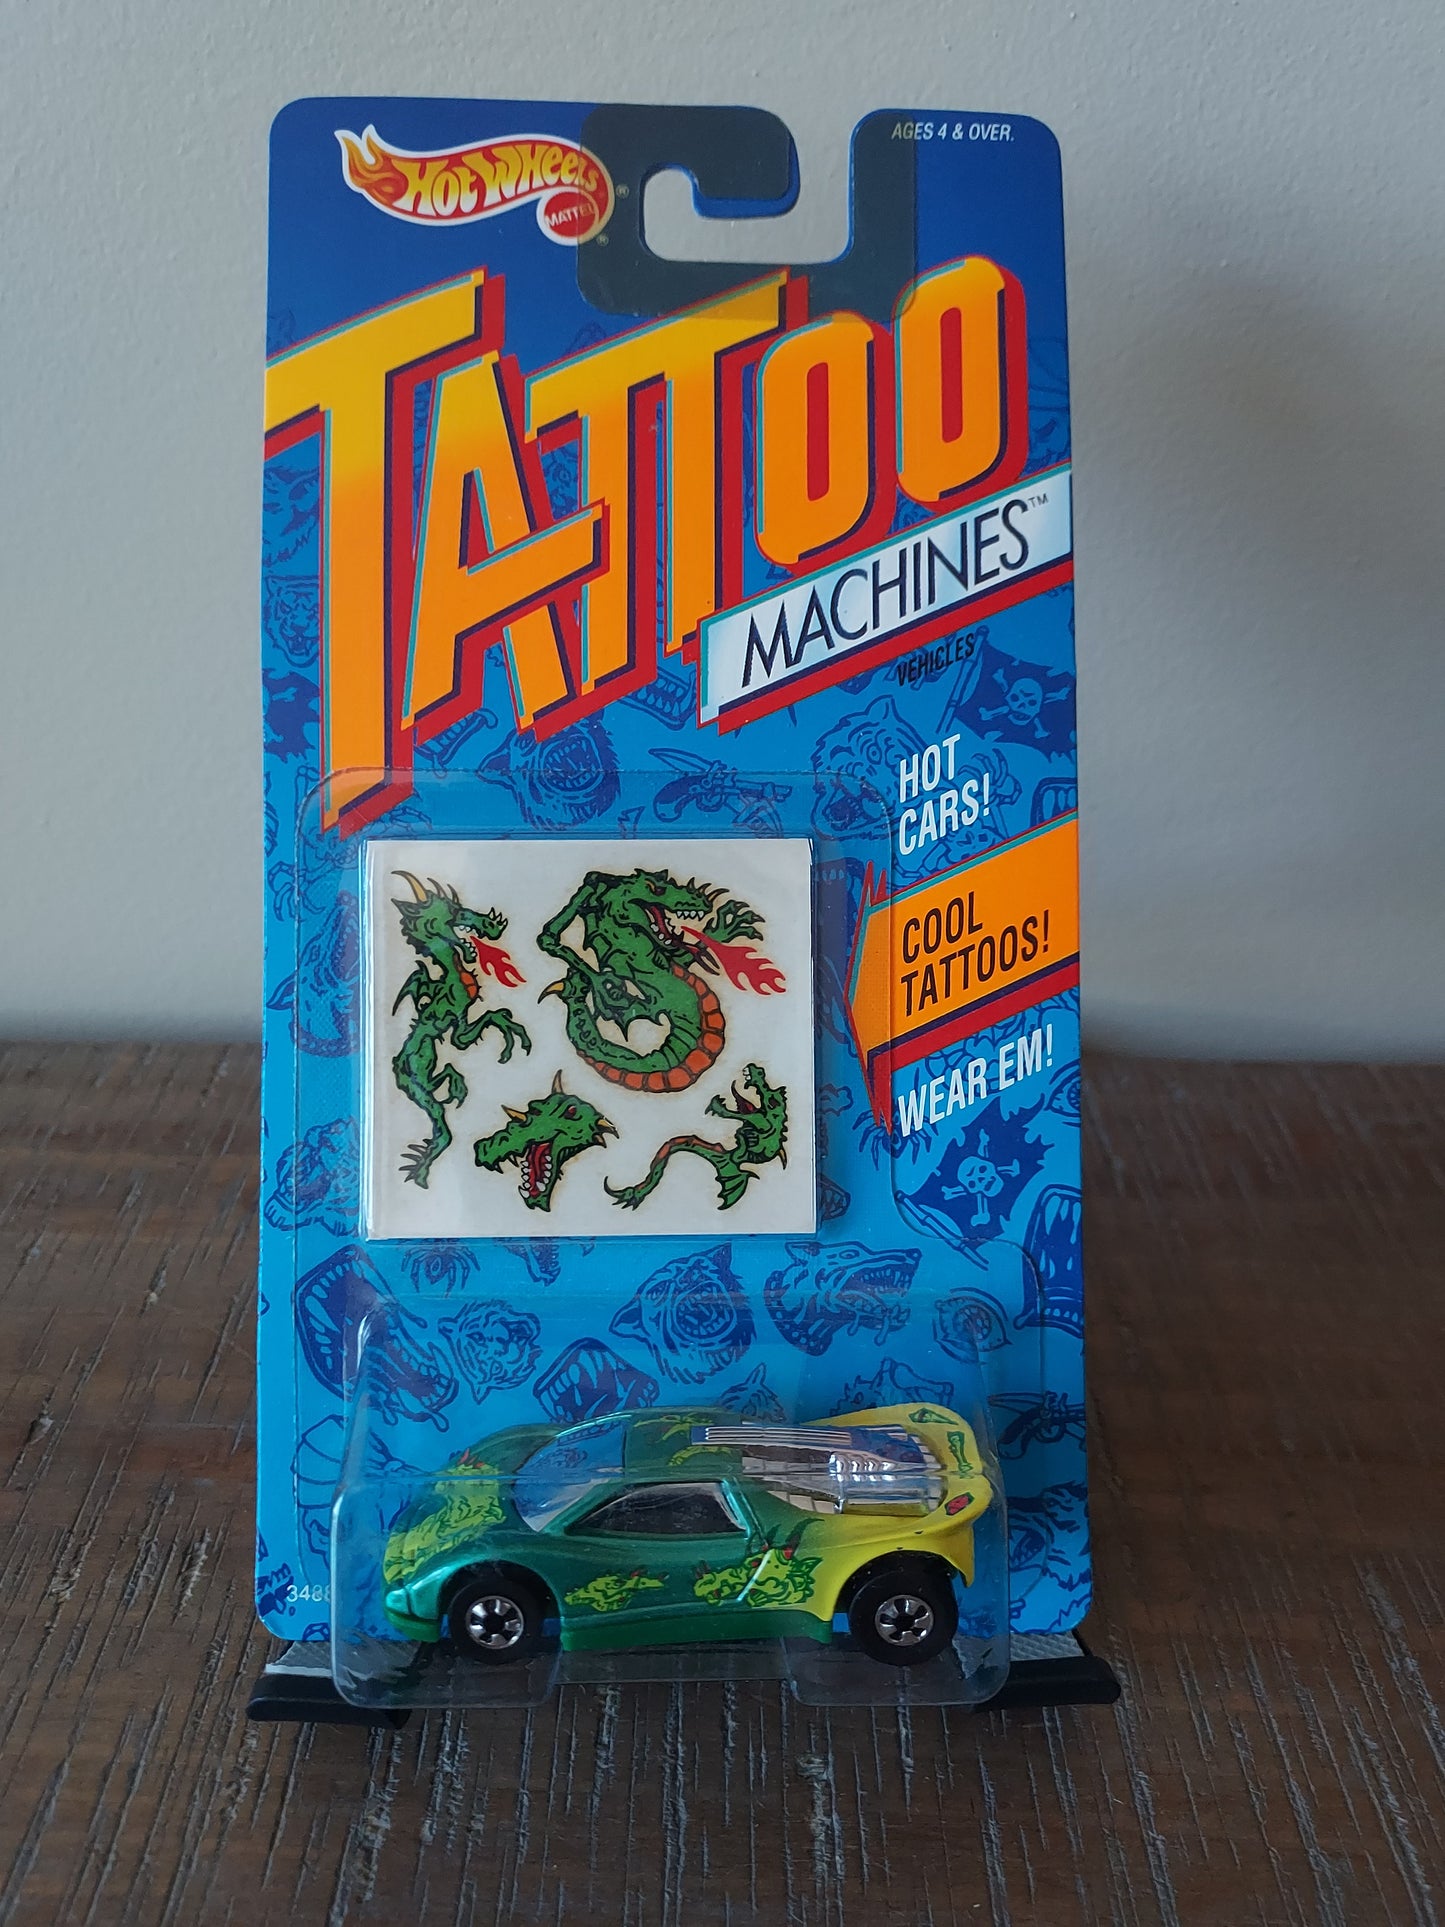 HOT WHEELS®
MATTEL®
AGES 4 & OVER.
TATTOO
MACHINES™
VEHICLES
HOT
CARS!
COOL
TATTOOS!
WEAR EM!